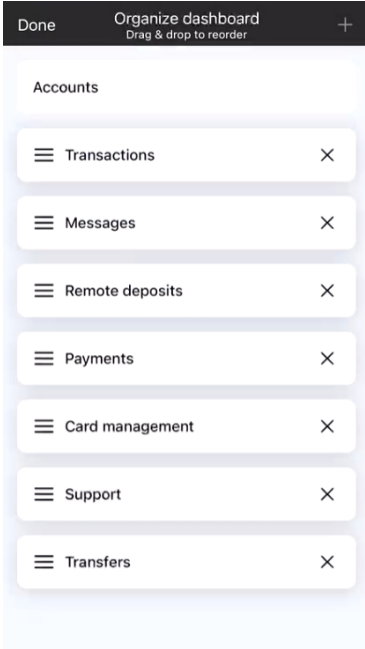 Done
Organize dashboard
Drag & drop to reorder
Accounts
Transactions
Messages
Remote deposits
Payments
Card management
Support
Transfers